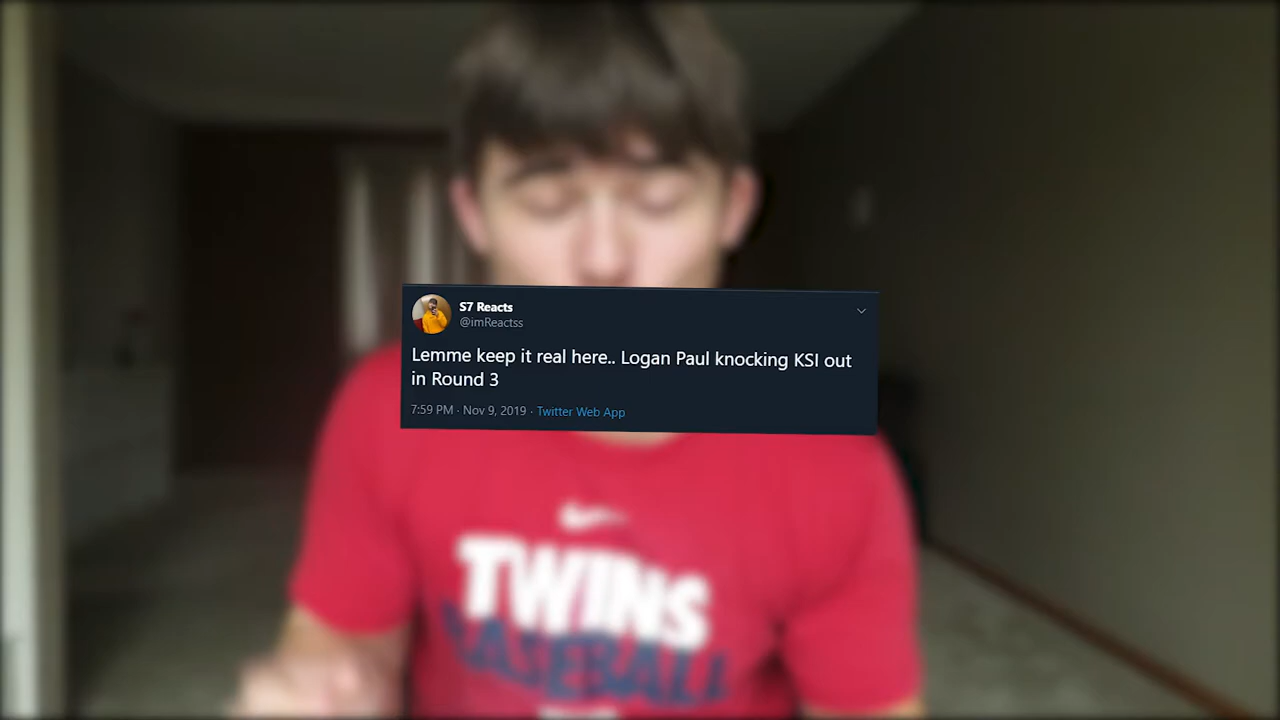 S7 Reacts
@imReactss
Lemme keep it real here.. Logan Paul knocking KSI out
in Round 3
7:59 PM · Nov 9, 2019 · Twitter Web App
TWINS
BASEBALL